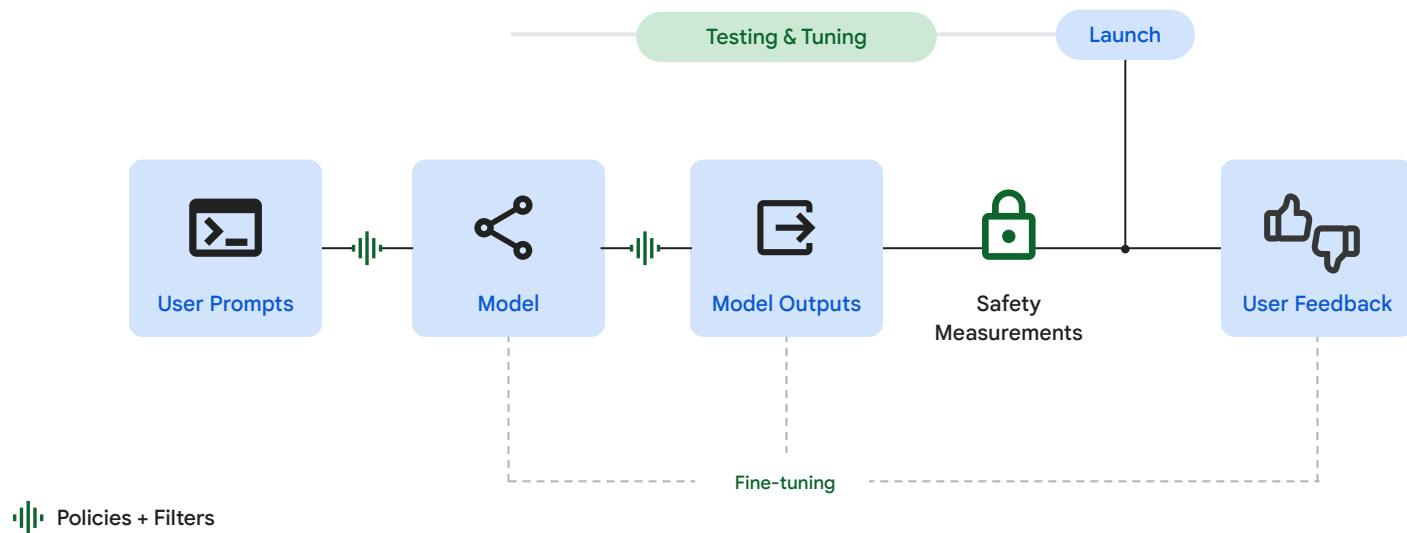 Testing & Tuning
Launch
User Prompts
Model
Model Outputs
Safety
Measurements
User Feedback
Fine-tuning
Policies + Filters